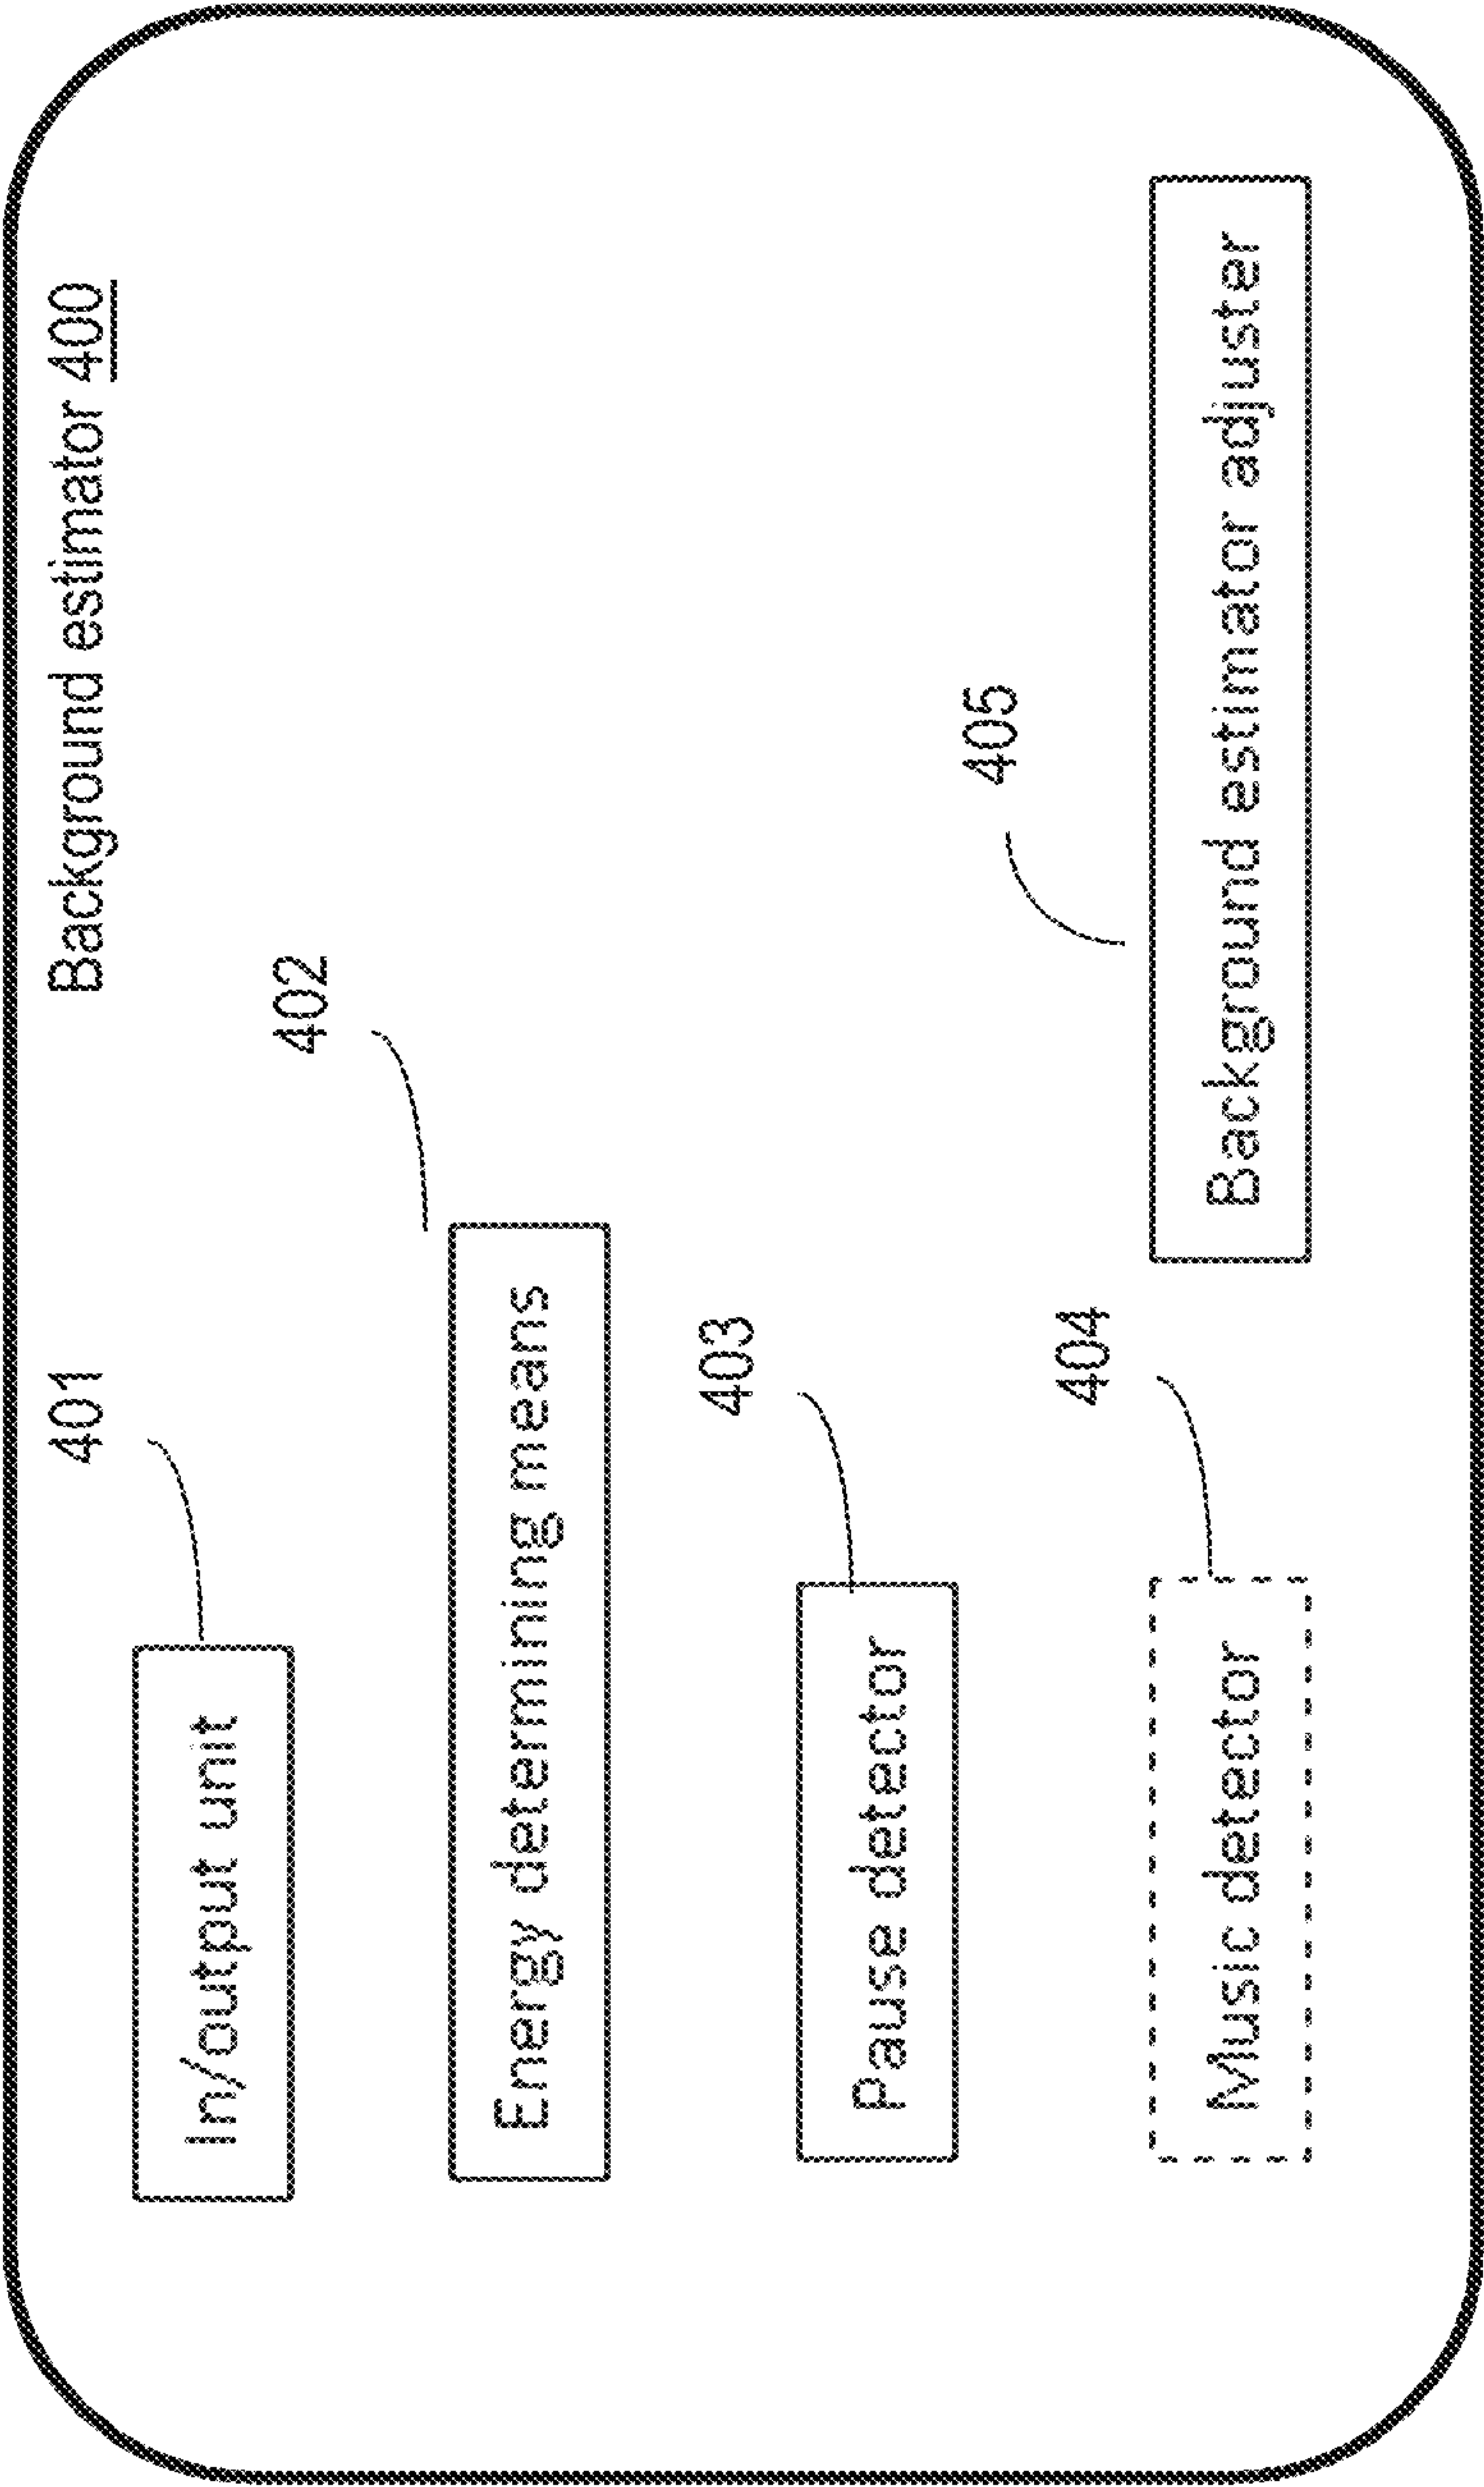 Background estimator 400
401
In/output unit
402
Energy determining means
403
Pause detector
404
Music detector
405
Background estimator adjuster